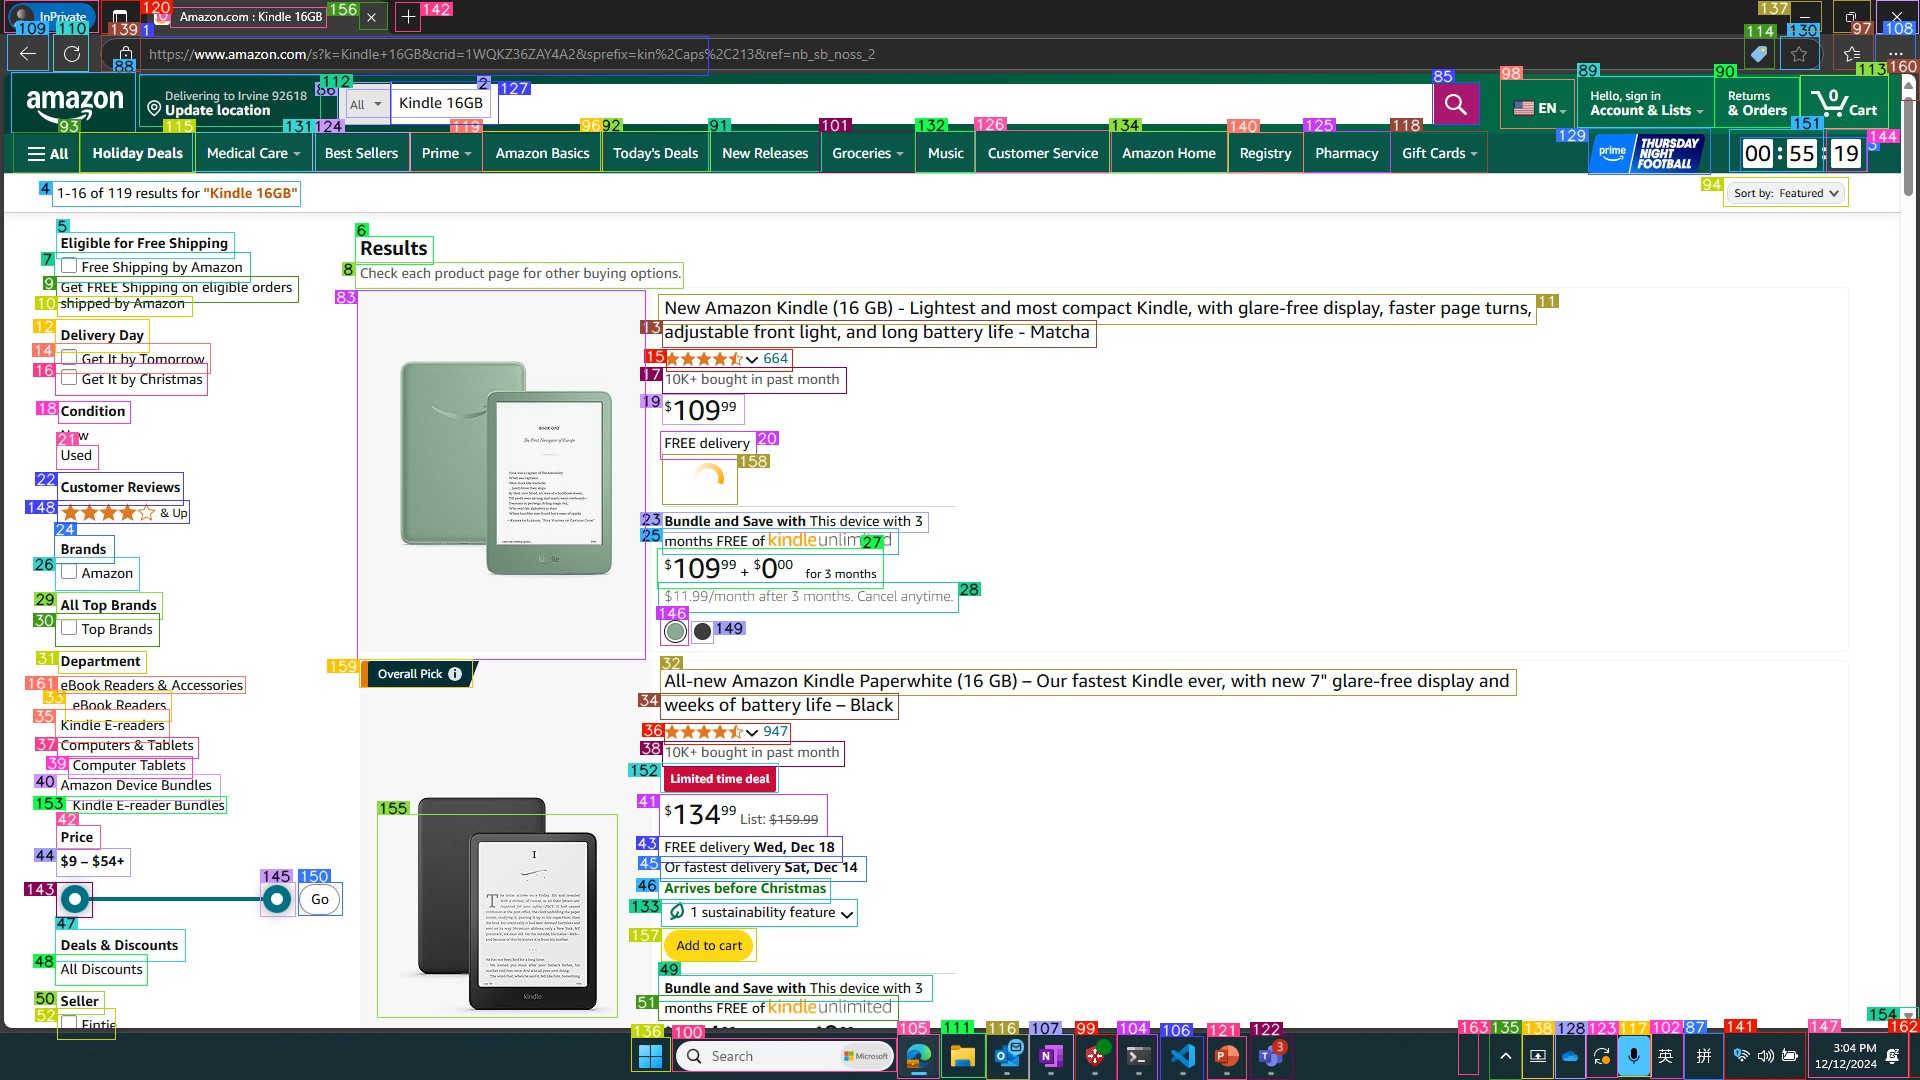 InPrivate
Amazon.com : Kindle 16GB
https://www.amazon.com/s?k=Kindle+16GB&crid=1WQKZ36ZAY4A2&sprefix=kin%2Caps%2C213&ref=nb_sb_noss_2
amazon
Delivering to Irvine 92618
Update location
All
Kindle 16GB
EN
Hello, sign in
Account & Lists
Returns
& Orders
0
Cart
All
Holiday Deals
Medical Care
Best Sellers
Prime
Amazon Basics
Today's Deals
New Releases
Groceries
Music
Customer Service
Amazon Home
Registry
Pharmacy
Gift Cards
prime
THURSDAY NIGHT FOOTBALL
00 : 55 : 19
1-16 of 119 results for "Kindle 16GB"
Sort by: Featured
Eligible for Free Shipping
Free Shipping by Amazon
Get FREE Shipping on eligible orders
shipped by Amazon
Delivery Day
Get It by Tomorrow
Get It by Christmas
Condition
New
Used
Customer Reviews
& Up
Brands
Amazon
All Top Brands
Top Brands
Department
eBook Readers & Accessories
eBook Readers
Kindle E-readers
Computers & Tablets
Computer Tablets
Amazon Device Bundles
Kindle E-reader Bundles
Price
$9 – $54+
Go
Deals & Discounts
All Discounts
Seller
Fintie
Results
Check each product page for other buying options.
New Amazon Kindle (16 GB) - Lightest and most compact Kindle, with glare-free display, faster page turns,
adjustable front light, and long battery life - Matcha
664
10K+ bought in past month
$109.99
FREE delivery
Bundle and Save with This device with 3
months FREE of kindleunlimited
$109.99 + $0.00 for 3 months
$11.99/month after 3 months. Cancel anytime.
Overall Pick
All-new Amazon Kindle Paperwhite (16 GB) – Our fastest Kindle ever, with new 7" glare-free display and
weeks of battery life – Black
947
10K+ bought in past month
Limited time deal
$134.99 List: $159.99
FREE delivery Wed, Dec 18
Or fastest delivery Sat, Dec 14
Arrives before Christmas
1 sustainability feature
Add to cart
Bundle and Save with This device with 3
months FREE of kindleunlimited
kindle
Search
Microsoft
英
拼
3:04 PM
12/12/2024